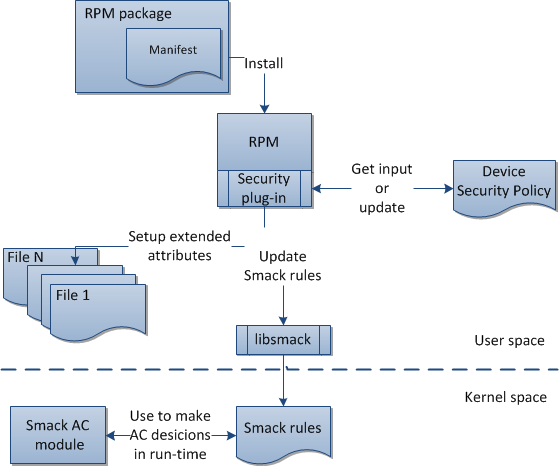 RPM package
Manifest
Install
RPM
Security
plug-in
Get input
or
update
Device
Security Policy
Setup extended
attributes
Update
Smack rules
File N
File 1
libsmack
User space
Kernel space
Smack AC
module
Use to make
AC desicions
in run-time
Smack rules